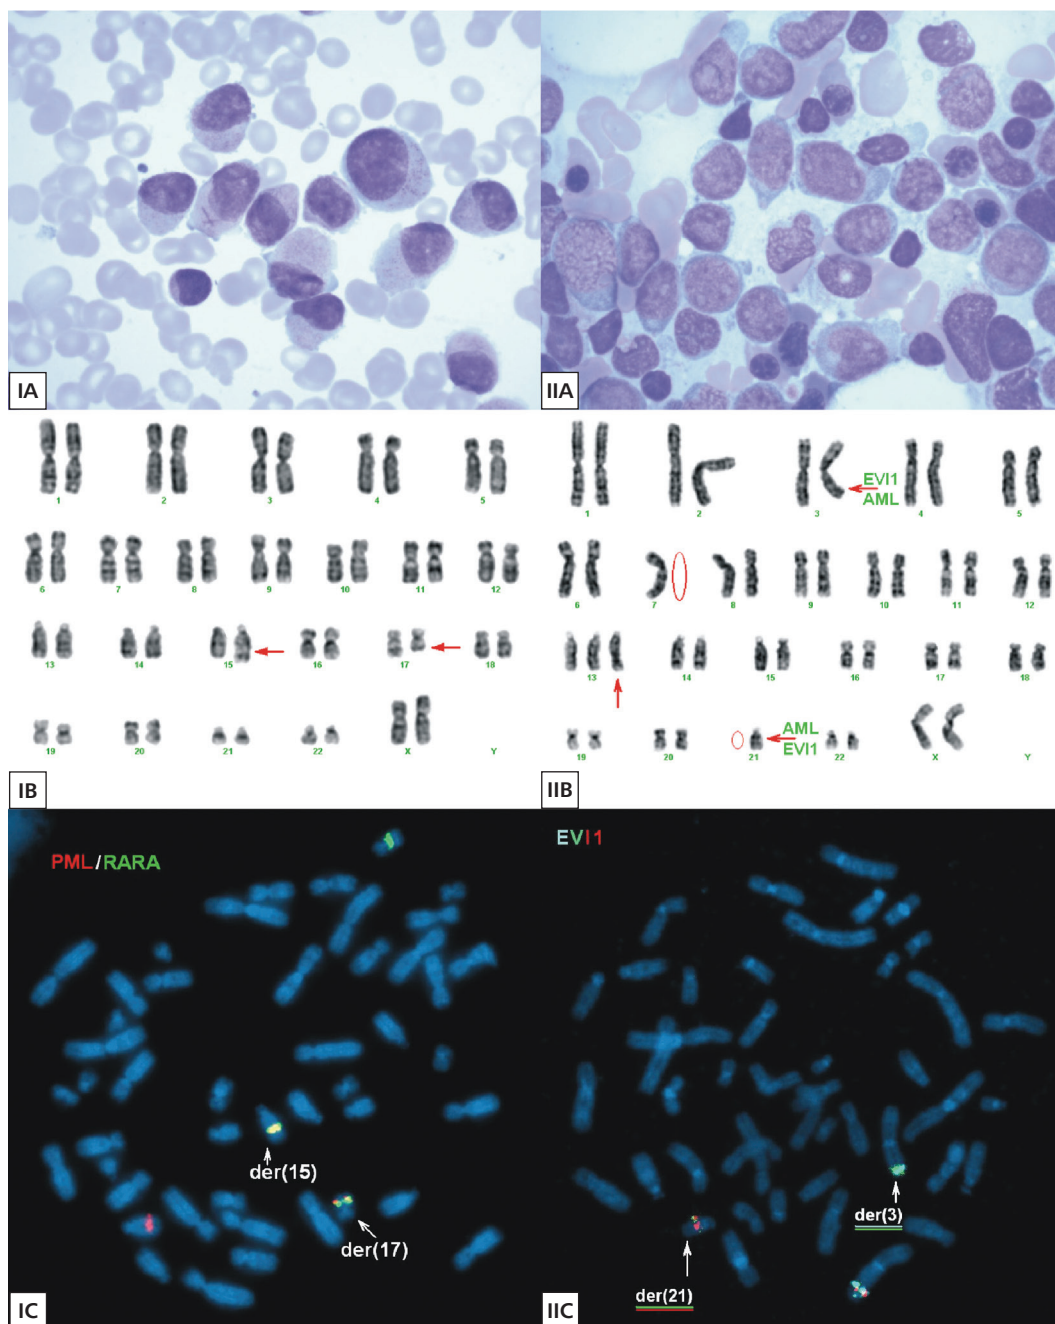 IA
IIA
1 2 3 4 5
6 7 8 9 10 11 12
13 14 15 16 17 18
19 20 21 22 X Y
IB
EVI1
AML
1 2 3 4 5
6 7 8 9 10 11 12
13 14 15 16 17 18
AML
EVI1
19 20 21 22 X Y
IIB
PML/RARA
der(15)
der(17)
IC
EVI1
der(3)
der(21)
IIC